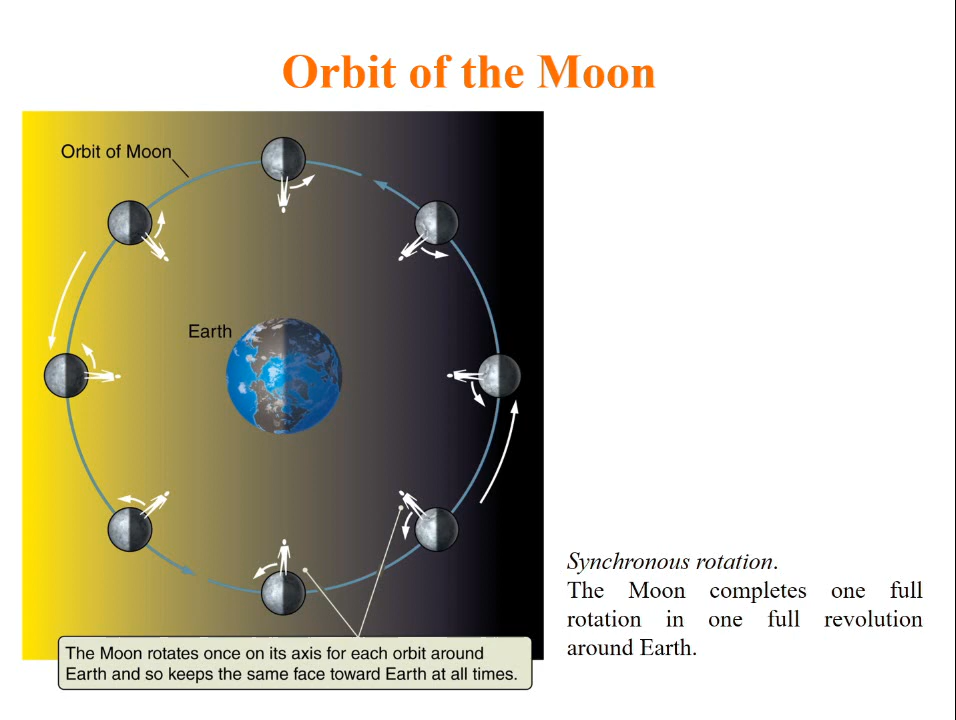 Orbit of the Moon
Orbit of Moon
Earth
The Moon rotates once on its axis for each orbit around
Earth and so keeps the same face toward Earth at all times.
Synchronous rotation.
The Moon completes one full
rotation in one full revolution
around Earth.